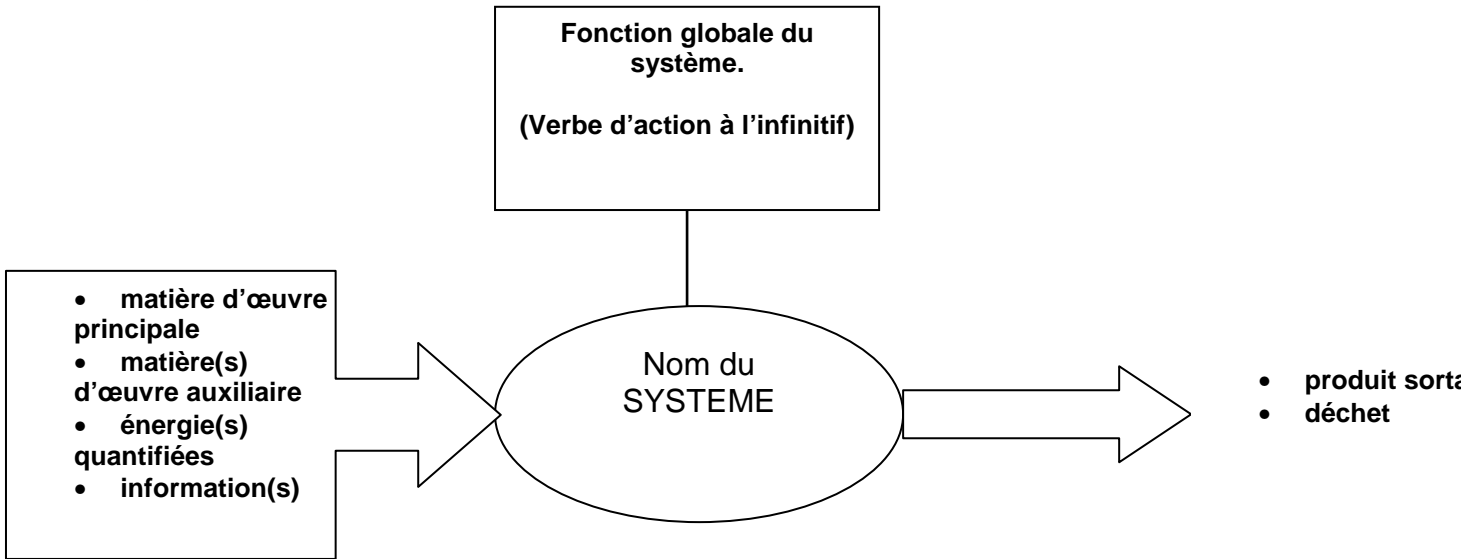 Fonction globale du
système.
(Verbe d’action à l’infinitif)
• matière d’œuvre
principale
• matière(s)
d’œuvre auxiliaire
• énergie(s)
quantifiées
• information(s)
Nom du
SYSTEME
• produit
• déchet